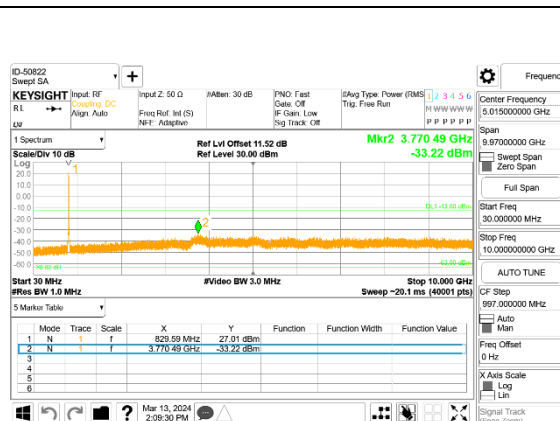 ID-50822
Swept SA
Frequenc
KEYSIGHT
Input: RF
Input Z: 50 Ω
#Atten: 30 dB
PNO: Fast
#Avg Type: Power (RMS
1 2 3 4 5 6
RL
Coupling: DC
Gate: Off
Trig: Free Run
M W W W W W
Align: Auto
Freq Ref: Int (S)
IF Gain: Low
LW
NFE: Adaptive
Sig Track: Off
P P P P P P
1 Spectrum
Scale/Div 10 dB
Ref Lvl Offset 11.52 dB
Ref Level 30.00 dBm
Mkr2 3.770 49 GHz
-33.22 dBm
Log
20.0
10.0
0.00
-10.0
-20.0
-30.0
-40.0
-50.0
-60.0
1
2
DL1 -13.00 dBm
Start 30 MHz
#Video BW 3.0 MHz
Stop 10.000 GHz
#Res BW 1.0 MHz
Sweep ~20.1 ms (40001 pts)
5 Marker Table
Mode Trace Scale X Y Function Function Width Function Value
1 N 1 f 829.59 MHz 27.01 dBm
2 N 1 f 3.770 49 GHz -33.22 dBm
3
4
5
6
Mar 13, 2024
2:09:30 PM
Center Frequency
5.015000000 GHz
Span
9.97000000 GHz
Swept Span
Zero Span
Full Span
Start Freq
30.000000 MHz
Stop Freq
10.000000000 GHz
AUTO TUNE
CF Step
997.000000 MHz
Auto
Man
Freq Offset
0 Hz
X Axis Scale
Log
Lin
Signal Track